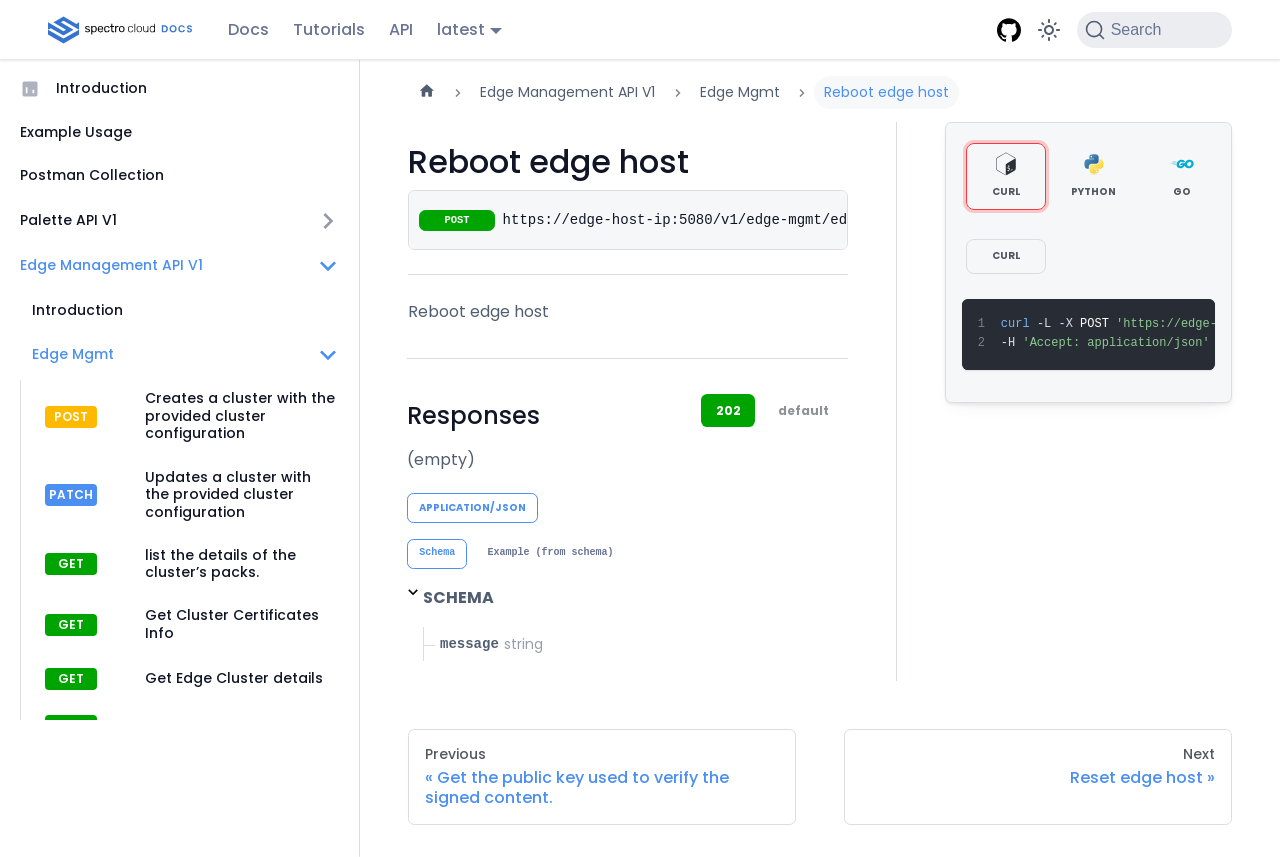 spectro cloud DOCS
Docs
Tutorials
API
latest
Search
Introduction
Example Usage
Postman Collection
Palette API V1
Edge Management API V1
Introduction
Edge Mgmt
POST
Creates a cluster with the
provided cluster
configuration
PATCH
Updates a cluster with
the provided cluster
configuration
GET
list the details of the
cluster’s packs.
GET
Get Cluster Certificates
Info
GET
Get Edge Cluster details
Edge Management API V1
Edge Mgmt
Reboot edge host
Reboot edge host
POST https://edge-host-ip:5080/v1/edge-mgmt/ed
Reboot edge host
Responses
202
default
(empty)
APPLICATION/JSON
Schema
Example (from schema)
SCHEMA
message string
CURL
PYTHON
GO
CURL
1 curl -L -X POST 'https://edge-
2 -H 'Accept: application/json'
Previous
« Get the public key used to verify the
signed content.
Next
Reset edge host »